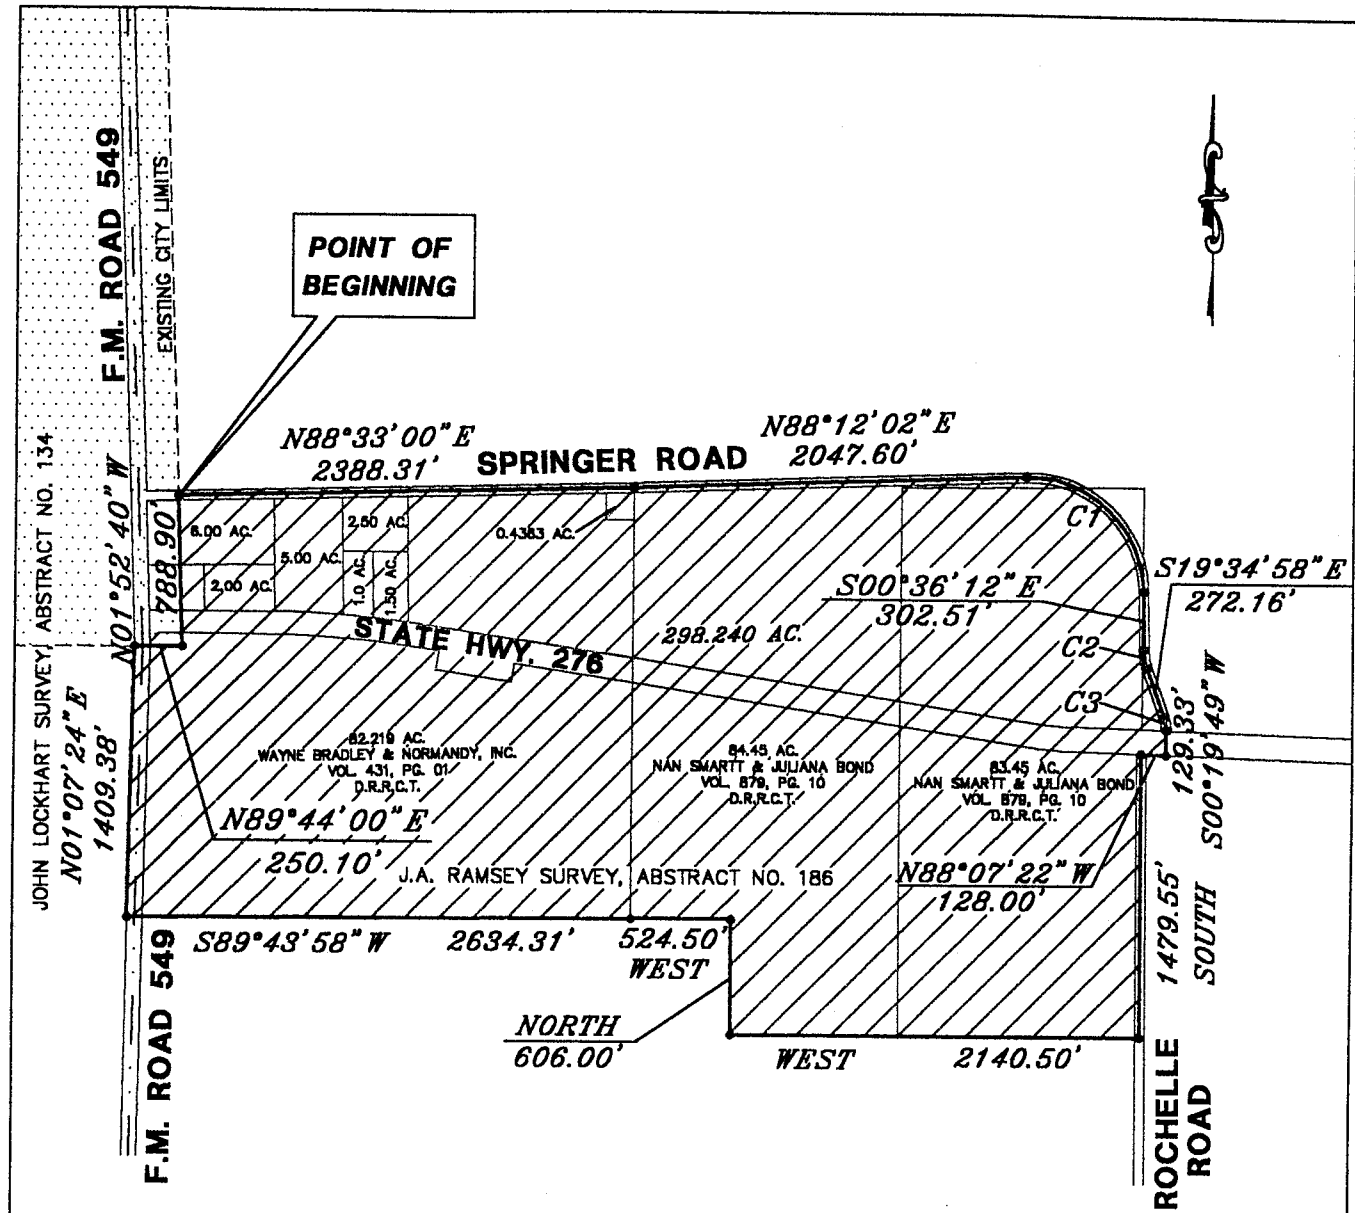 F.M. ROAD 549
EXISTING CITY LIMITS
POINT OF
BEGINNING
JOHN LOCKHART SURVEY, ABSTRACT NO. 134
N01°52'40"W
788.90'
N88°33'00"E
2388.31'
SPRINGER ROAD
N88°12'02"E
2047.60'
C1
6.00 AC.
2.00 AC.
5.00 AC.
2.50 AC.
1.0 AC.
1.50 AC.
0.4383 AC.
S00°36'12"E
302.51'
S19°34'58"E
272.16'
STATE HWY. 276
298.240 AC.
C2
C3
129.33'
S00°19'49"W
N01°07'24"E
1409.38'
82.219 AC.
WAYNE BRADLEY & NORMANDY, INC.
VOL. 431, PG. 01
D.R.R.C.T.
84.45 AC.
NAN SMARTT & JULIANA BOND
VOL. 879, PG. 10
D.R.R.C.T.
83.45 AC.
NAN SMARTT & JULIANA BOND
VOL. 879, PG. 10
D.R.R.C.T.
N89°44'00"E
250.10'
J.A. RAMSEY SURVEY, ABSTRACT NO. 186
N88°07'22"W
128.00'
1479.55'
SOUTH
S89°43'58"W
2634.31'
524.50'
WEST
NORTH
606.00'
WEST
2140.50'
F.M. ROAD 549
ROCHELLE
ROAD